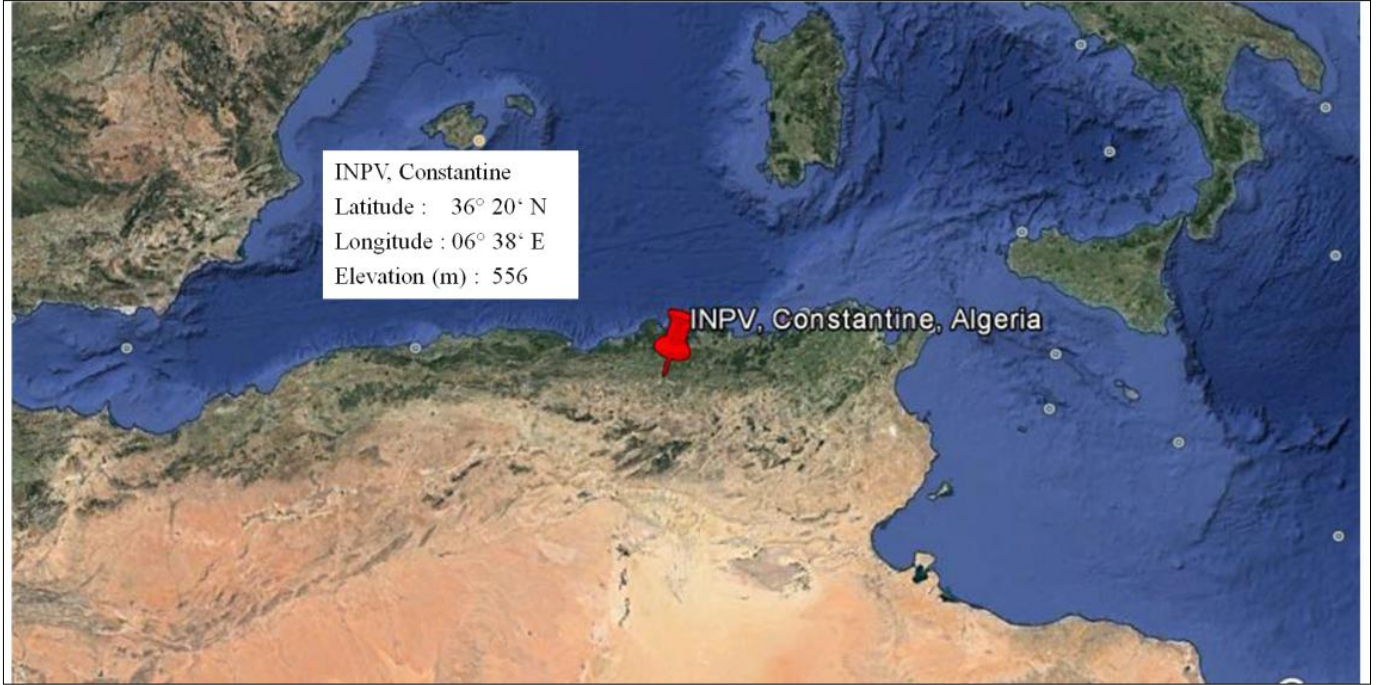 INPV, Constantine
Latitude : 36° 20‘ N
Longitude : 06° 38‘ E
Elevation (m) : 556
INPV, Constantine, Algeria